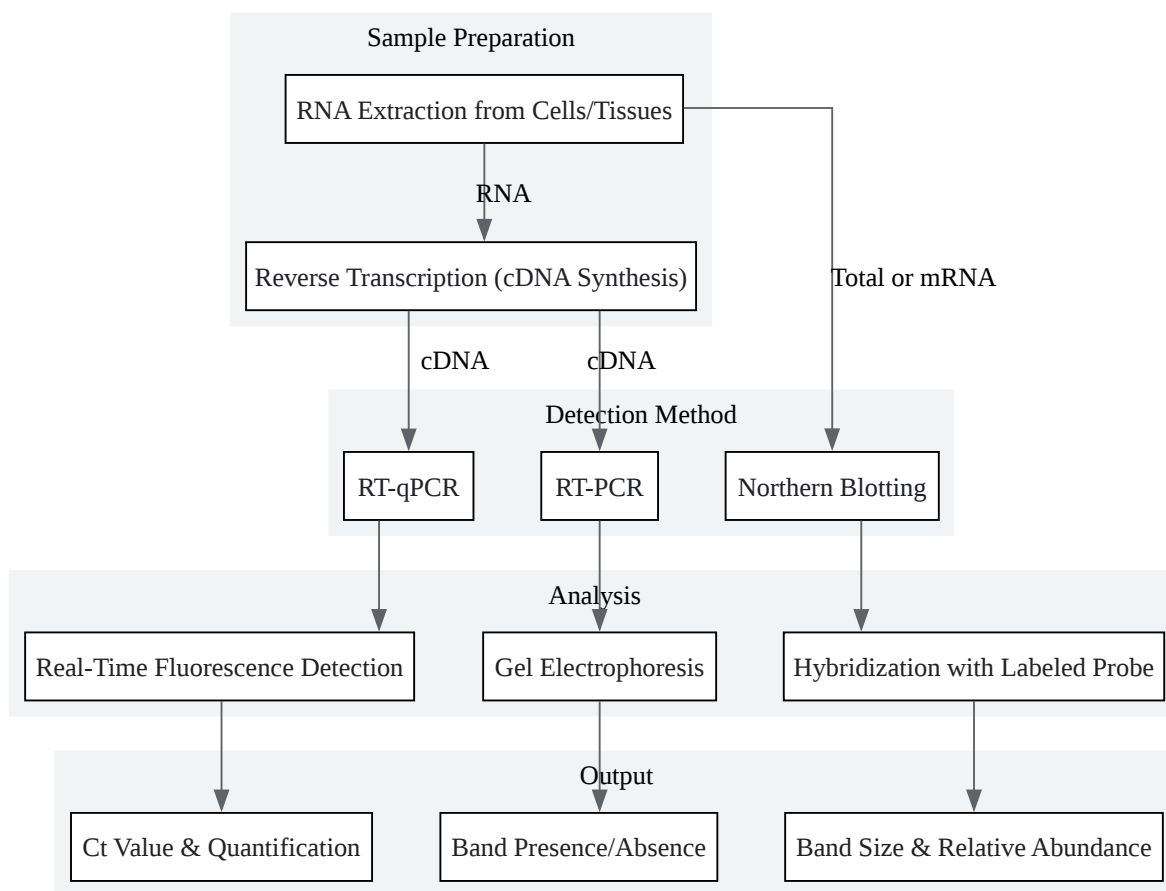 Sample Preparation
RNA Extraction from Cells/Tissues
RNA
Reverse Transcription (cDNA Synthesis)
Total or mRNA
cDNA
cDNA
Detection Method
RT-qPCR
RT-PCR
Northern Blotting
Analysis
Real-Time Fluorescence Detection
Gel Electrophoresis
Hybridization with Labeled Probe
Output
Ct Value & Quantification
Band Presence/Absence
Band Size & Relative Abundance